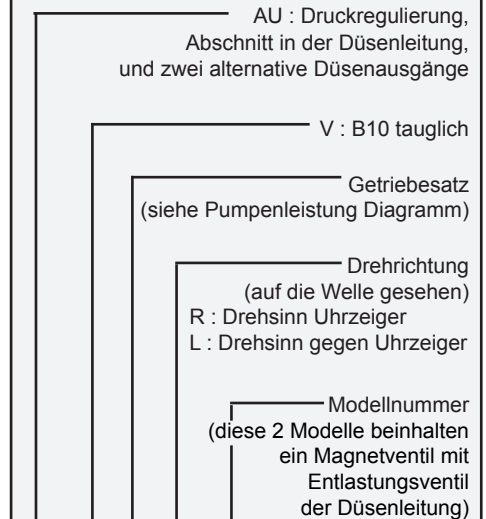 AU : Druckregulierung,
Abschnitt in der Düsenleitung,
und zwei alternative Düsenausgänge
V : B10 tauglich
Getriebesatz
(siehe Pumpenleistung Diagramm)
Drehrichtung
(auf die Welle gesehen)
R : Drehsinn Uhrzeiger
L : Drehsinn gegen Uhrzeiger
Modellnummer
(diese 2 Modelle beinhalten
ein Magnetventil mit
Entlastungsventil
der Düsenleitung)